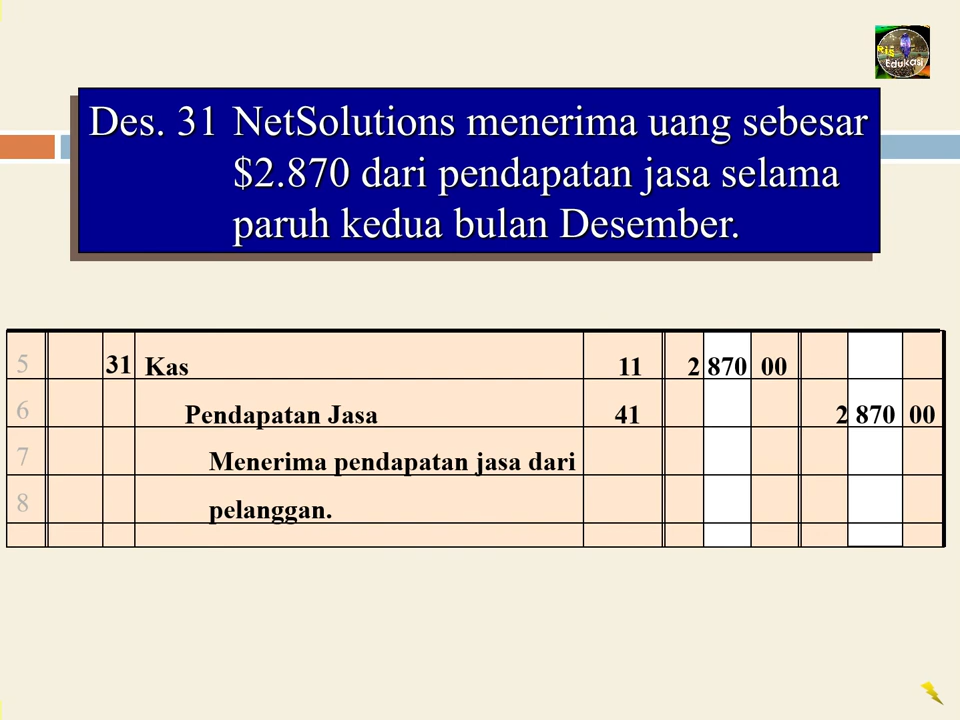 Ris
Edukasi
Des. 31 NetSolutions menerima uang sebesar
$2.870 dari pendapatan jasa selama
paruh kedua bulan Desember.
5 31 Kas 11 2 870 00
6 Pendapatan Jasa 41 2 870 00
7 Menerima pendapatan jasa dari
8 pelanggan.